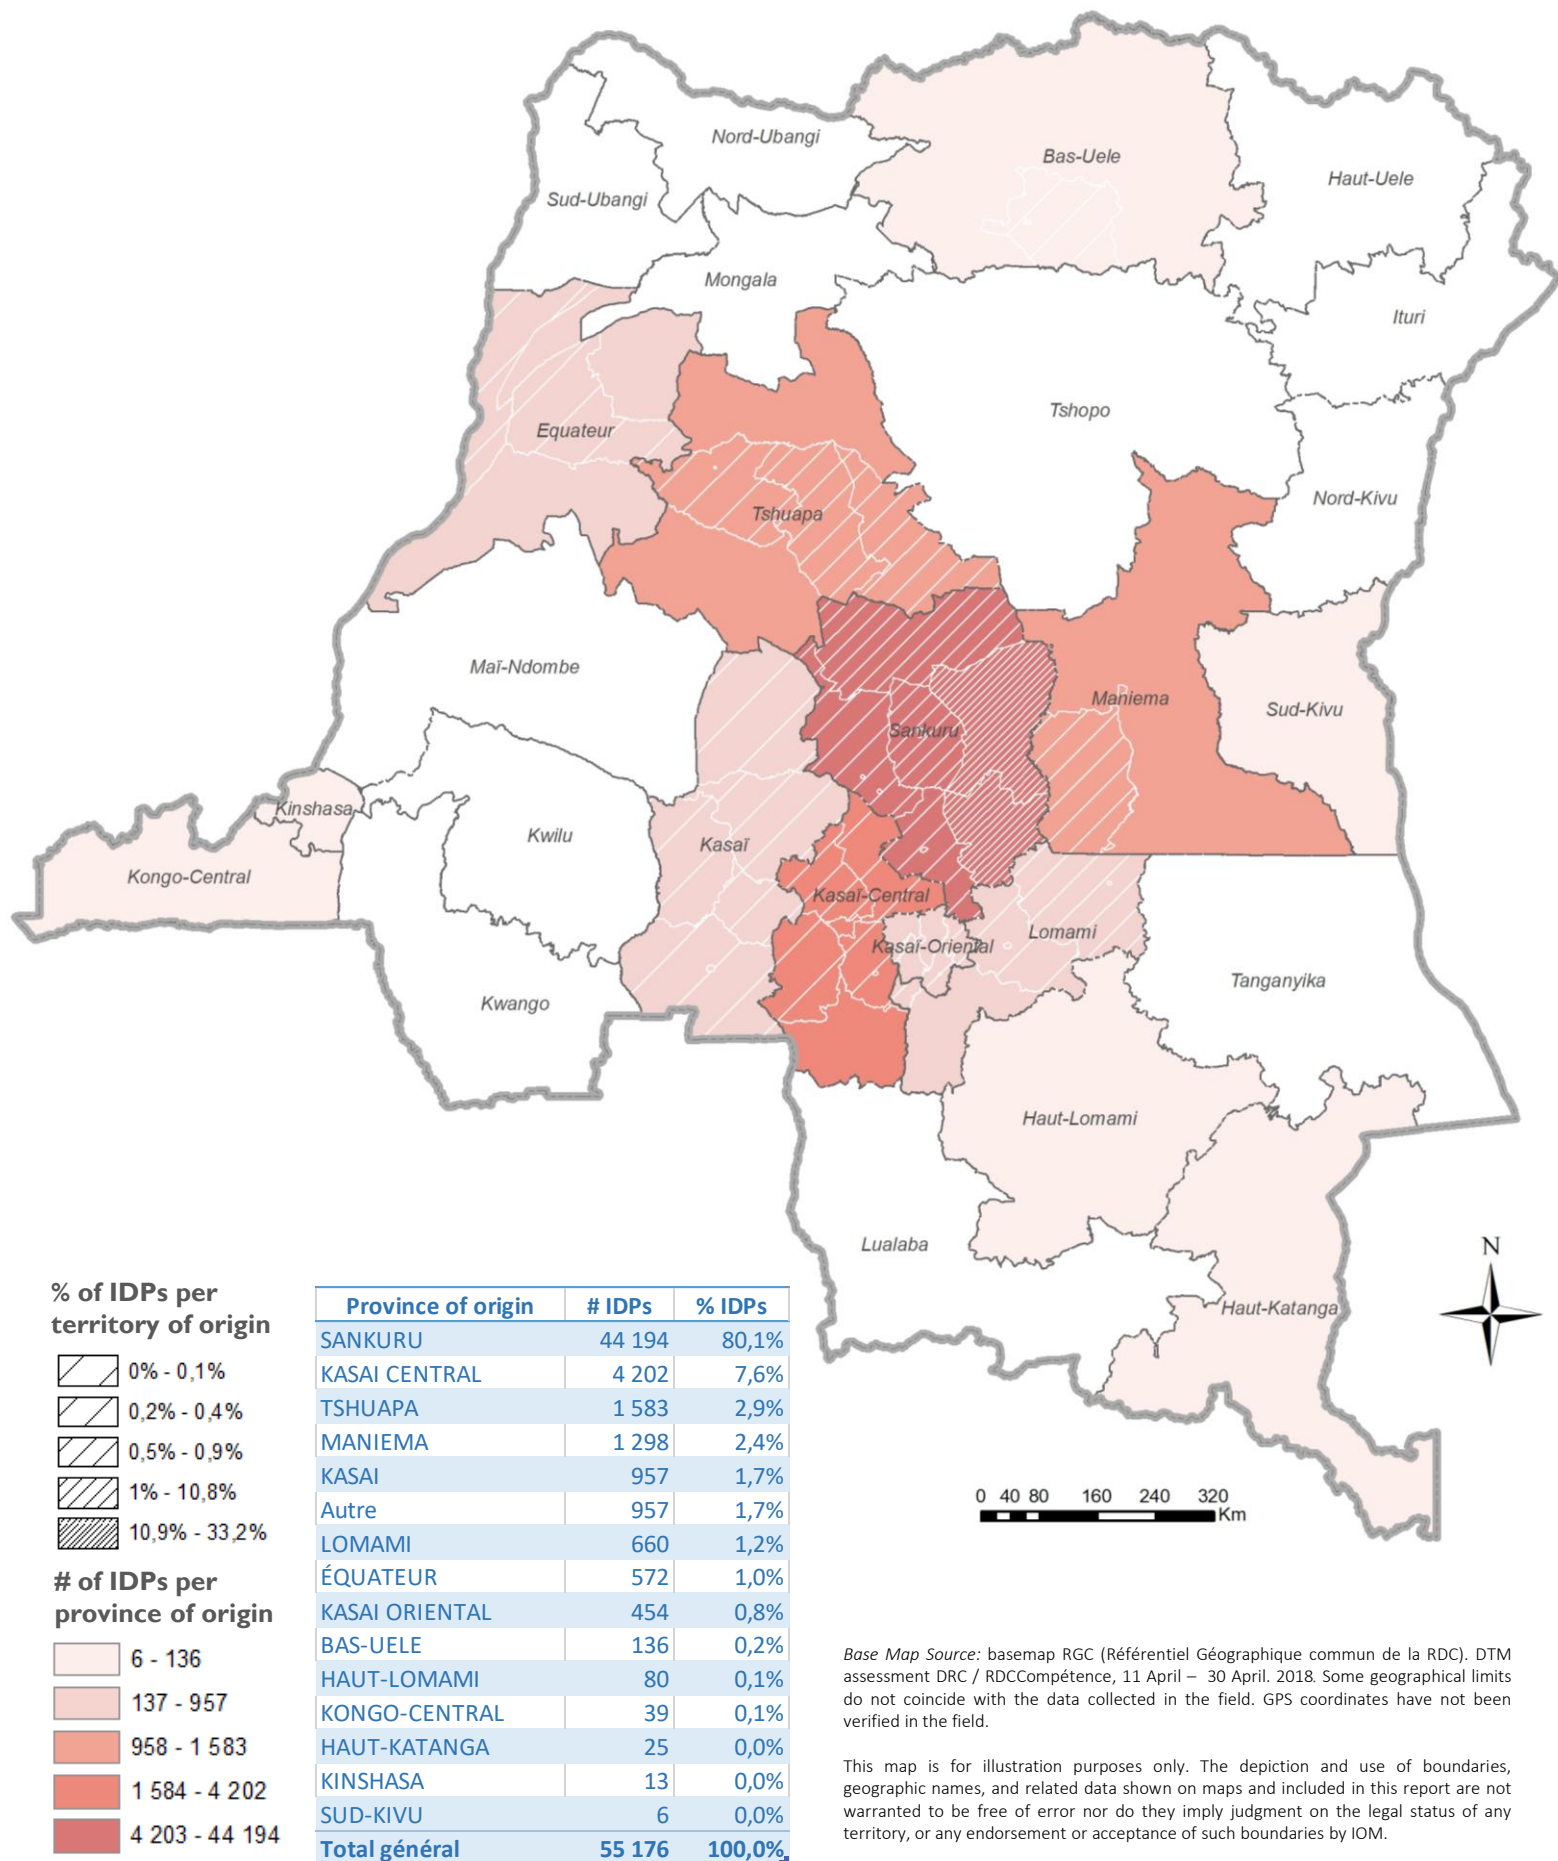 Nord-Ubangi
Bas-Uele
Haut-Uele
Sud-Ubangi
Mongala
Ituri
Tshopo
Equateur
Nord-Kivu
Tshuapa
Maï-Ndombe
Maniema
Sud-Kivu
Sankuru
Kinshasa
Kwilu
Kasaï
Kongo-Central
Kasaï-Central
Lomami
Kasaï-Oriental
Tanganyika
Kwango
Haut-Lomami
Lualaba
Haut-Katanga
N
0 40 80 160 240 320
Km
% of IDPs per
territory of origin
0% - 0,1%
0,2% - 0,4%
0,5% - 0,9%
1% - 10,8%
10,9% - 33,2%
# of IDPs per
province of origin
6 - 136
137 - 957
958 - 1 583
1 584 - 4 202
4 203 - 44 194
Province of origin # IDPs % IDPs
SANKURU 44 194 80,1%
KASAI CENTRAL 4 202 7,6%
TSHUAPA 1 583 2,9%
MANIEMA 1 298 2,4%
KASAI 957 1,7%
Autre 957 1,7%
LOMAMI 660 1,2%
ÉQUATEUR 572 1,0%
KASAI ORIENTAL 454 0,8%
BAS-UELE 136 0,2%
HAUT-LOMAMI 80 0,1%
KONGO-CENTRAL 39 0,1%
HAUT-KATANGA 25 0,0%
KINSHASA 13 0,0%
SUD-KIVU 6 0,0%
Total général 55 176 100,0%
Base Map Source: basemap RGC (Référentiel Géographique commun de la RDC). DTM
assessment DRC / RDCCompétence, 11 April – 30 April. 2018. Some geographical limits
do not coincide with the data collected in the field. GPS coordinates have not been
verified in the field.
This map is for illustration purposes only. The depiction and use of boundaries,
geographic names, and related data shown on maps and included in this report are not
warranted to be free of error nor do they imply judgment on the legal status of any
territory, or any endorsement or acceptance of such boundaries by IOM.